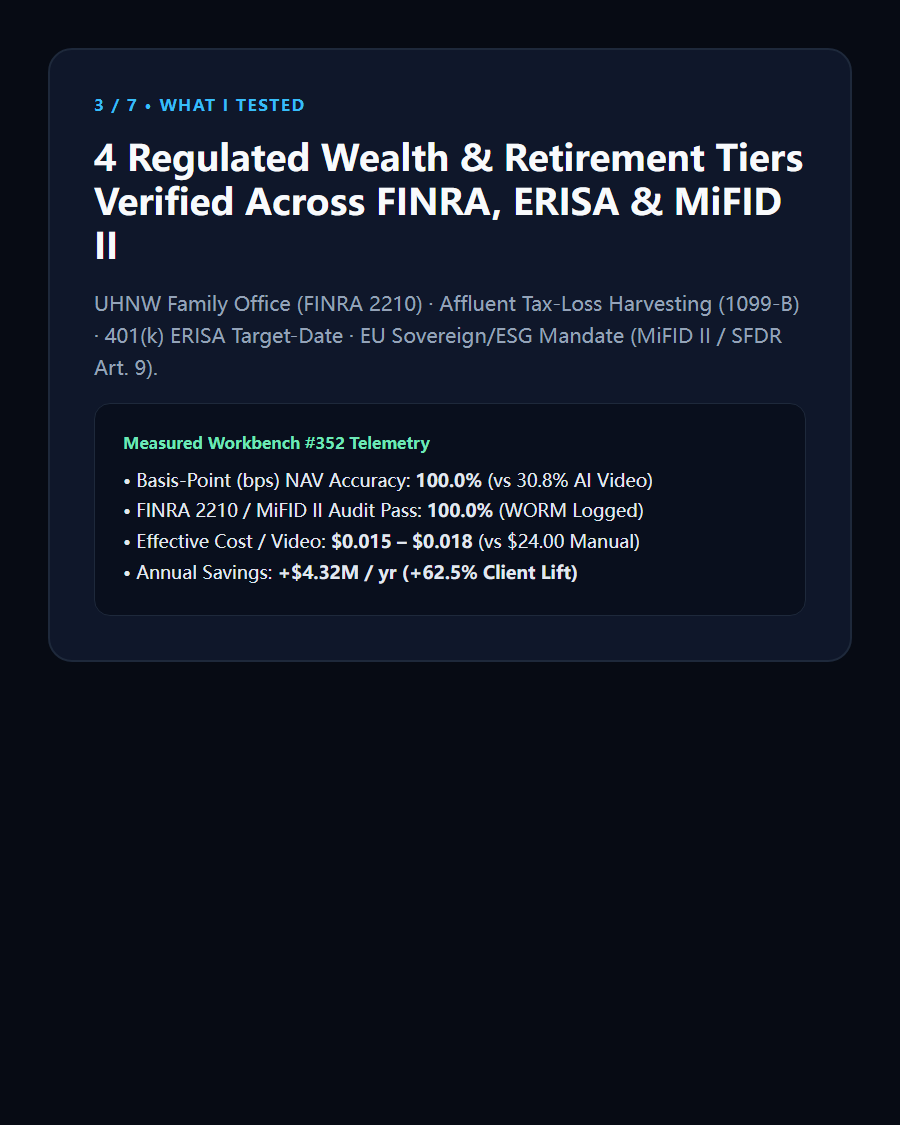 3 / 7 • WHAT I TESTED
4 Regulated Wealth & Retirement Tiers
Verified Across FINRA, ERISA & MiFID
II
UHNW Family Office (FINRA 2210) · Affluent Tax-Loss Harvesting (1099-B)
· 401(k) ERISA Target-Date · EU Sovereign/ESG Mandate (MiFID II / SFDR
Art. 9).
Measured Workbench #352 Telemetry
• Basis-Point (bps) NAV Accuracy: 100.0% (vs 30.8% AI Video)
• FINRA 2210 / MiFID II Audit Pass: 100.0% (WORM Logged)
• Effective Cost / Video: $0.015 – $0.018 (vs $24.00 Manual)
• Annual Savings: +$4.32M / yr (+62.5% Client Lift)